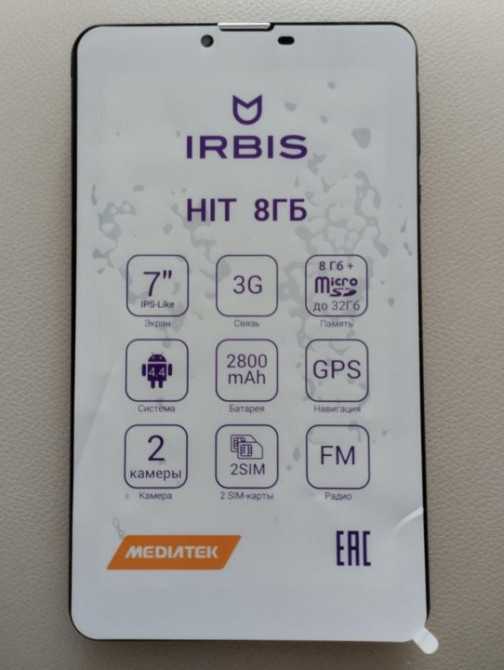 IRBIS
HIT 8ГБ
7"
IPS-Like
Экран
3G
Связь
8 Гб +
Micro
SD
до 32Гб
Память
4.4
Система
2800
mAh
Батарея
GPS
Навигация
2
камеры
Камера
2SIM
2 SIM-карты
FM
Радио
MEDIATEK
EAC